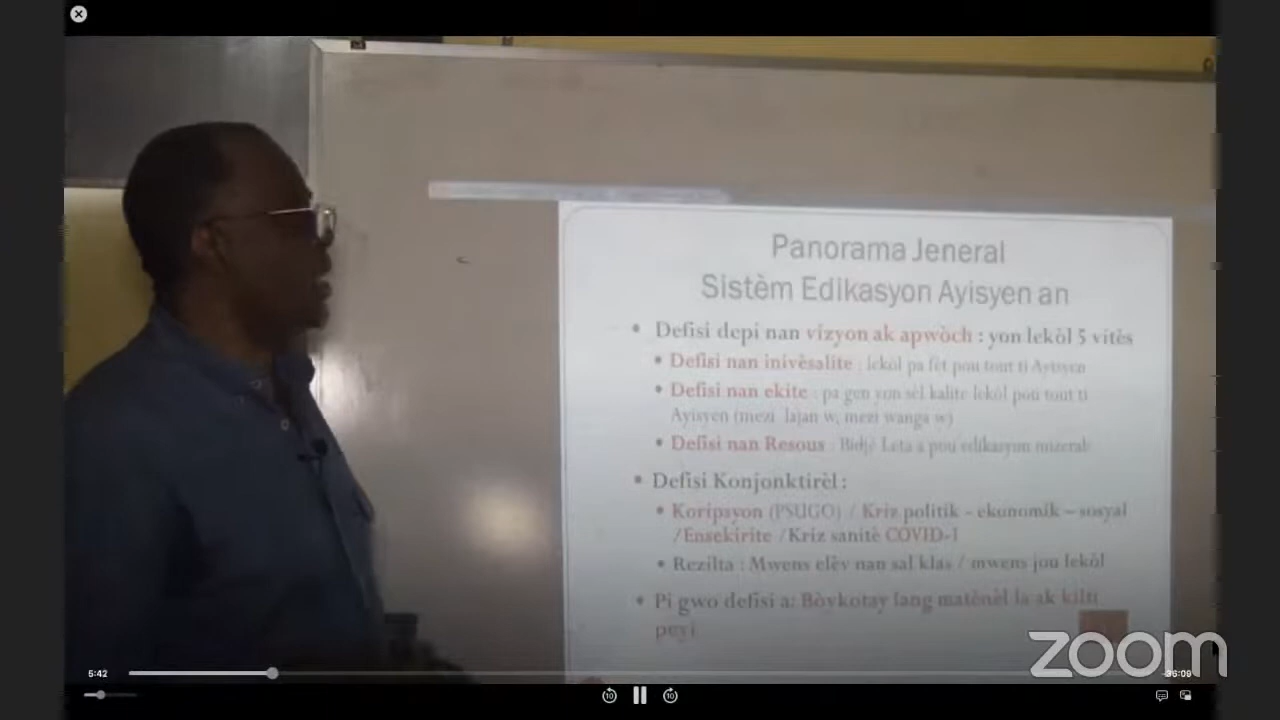 Panorama Jeneral
Sistèm Edikasyon Ayisyen an
• Defisi depi nan vizyon ak apwòch : yon lekòl 5 vitès
• Defisi nan inivèsalite : lekòl pa fèt pou tout ti Ayisyen
• Defisi nan ekite : pa gen yon sèl kalite lekòl pou tout ti
Ayisyen (mezi lajan w, mezi wanga w)
• Defisi nan Resous : Bidjè Leta a pou edikasyon mizerab
• Defisi Konjonktirèl :
• Koripsyon (PSUGO) / Kriz politik - ekonomik – sosyal
/Ensekirite /Kriz sanitè COVID-1
• Rezilta : Mwens elèv nan sal klas / mwens jou lekòl
• Pi gwo defisi a: Bòykotay lang matènèl la ak kilti
peyi
zoom
5:42
-36:09
10
10